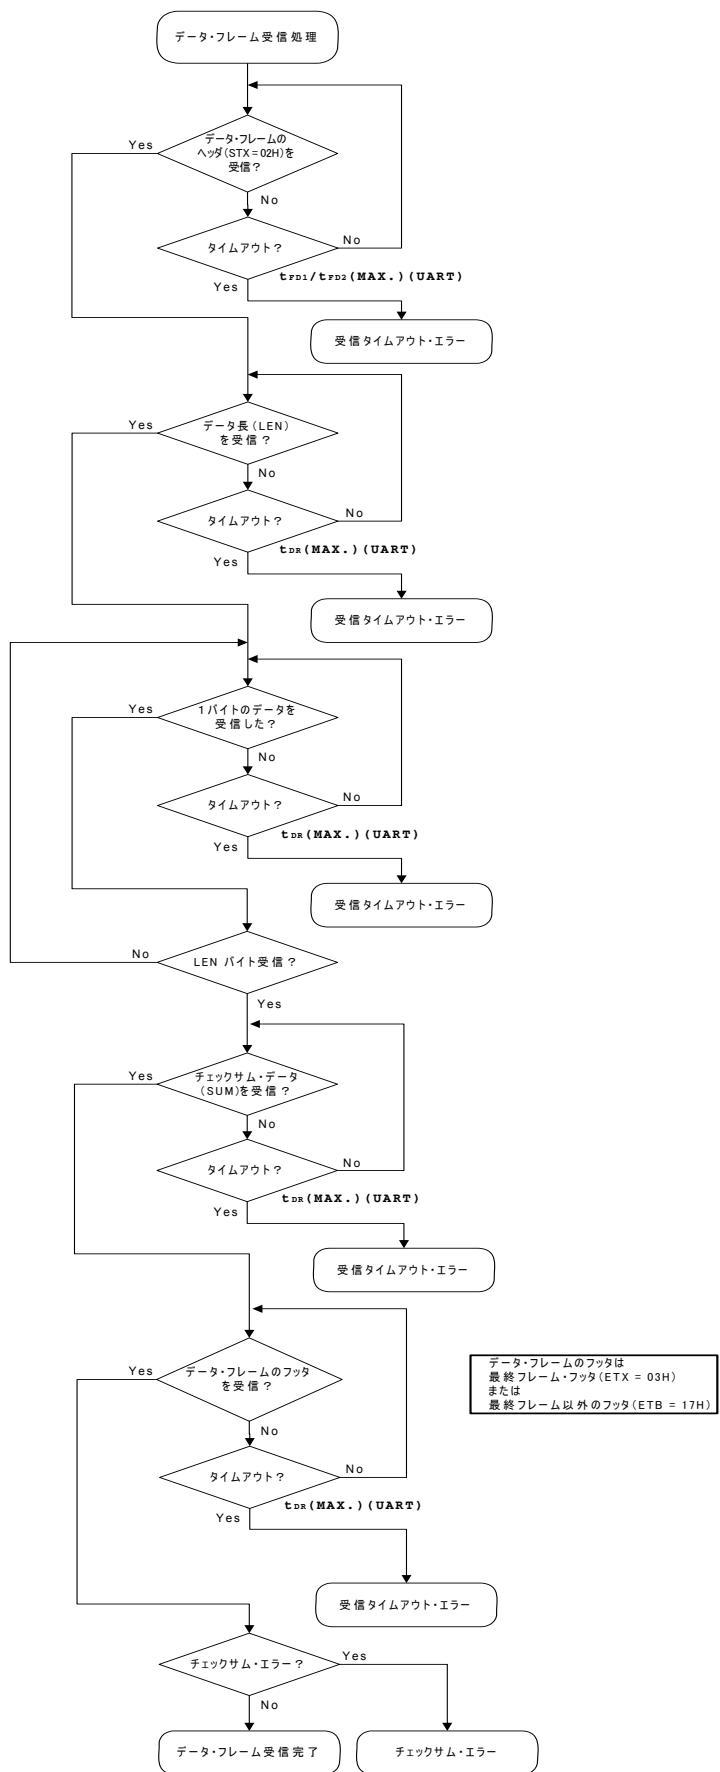 データ・フレーム受信処理
データ・フレームの
ヘッダ(STX=02H)を
受信？
Yes
No
タイムアウト？
No
tFD1/tFD2(MAX.)(UART)
Yes
受信タイムアウト・エラー
データ長(LEN)
を受信？
Yes
No
タイムアウト？
No
tDR(MAX.)(UART)
Yes
受信タイムアウト・エラー
1バイトのデータを
受信した？
Yes
No
タイムアウト？
No
tDR(MAX.)(UART)
Yes
受信タイムアウト・エラー
No
LEN バイト受信？
Yes
チェックサム・データ
(SUM)を受信？
Yes
No
タイムアウト？
No
tDR(MAX.)(UART)
Yes
受信タイムアウト・エラー
データ・フレームのフッタ
を受信？
Yes
No
データ・フレームのフッタは
最終フレーム・フッタ(ETX = 03H)
または
最終フレーム以外のフッタ(ETB = 17H)
タイムアウト？
No
tDR(MAX.)(UART)
Yes
受信タイムアウト・エラー
チェックサム・エラー？
Yes
No
データ・フレーム受信完了
チェックサム・エラー